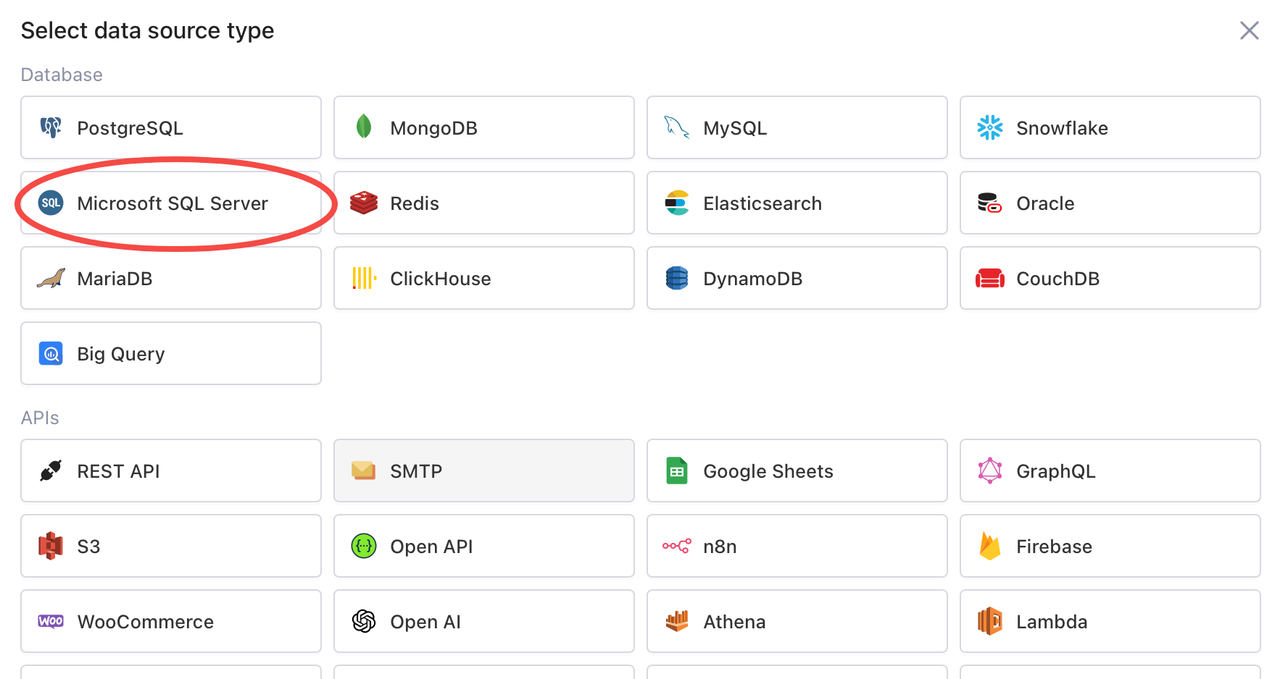 Select data source type
Database
PostgreSQL
MongoDB
MySQL
Snowflake
SQL Microsoft SQL Server
Redis
Elasticsearch
Oracle
MariaDB
ClickHouse
DynamoDB
CouchDB
Big Query
APIs
REST API
SMTP
Google Sheets
GraphQL
S3
Open API
n8n
Firebase
WOO WooCommerce
Open AI
Athena
Lambda